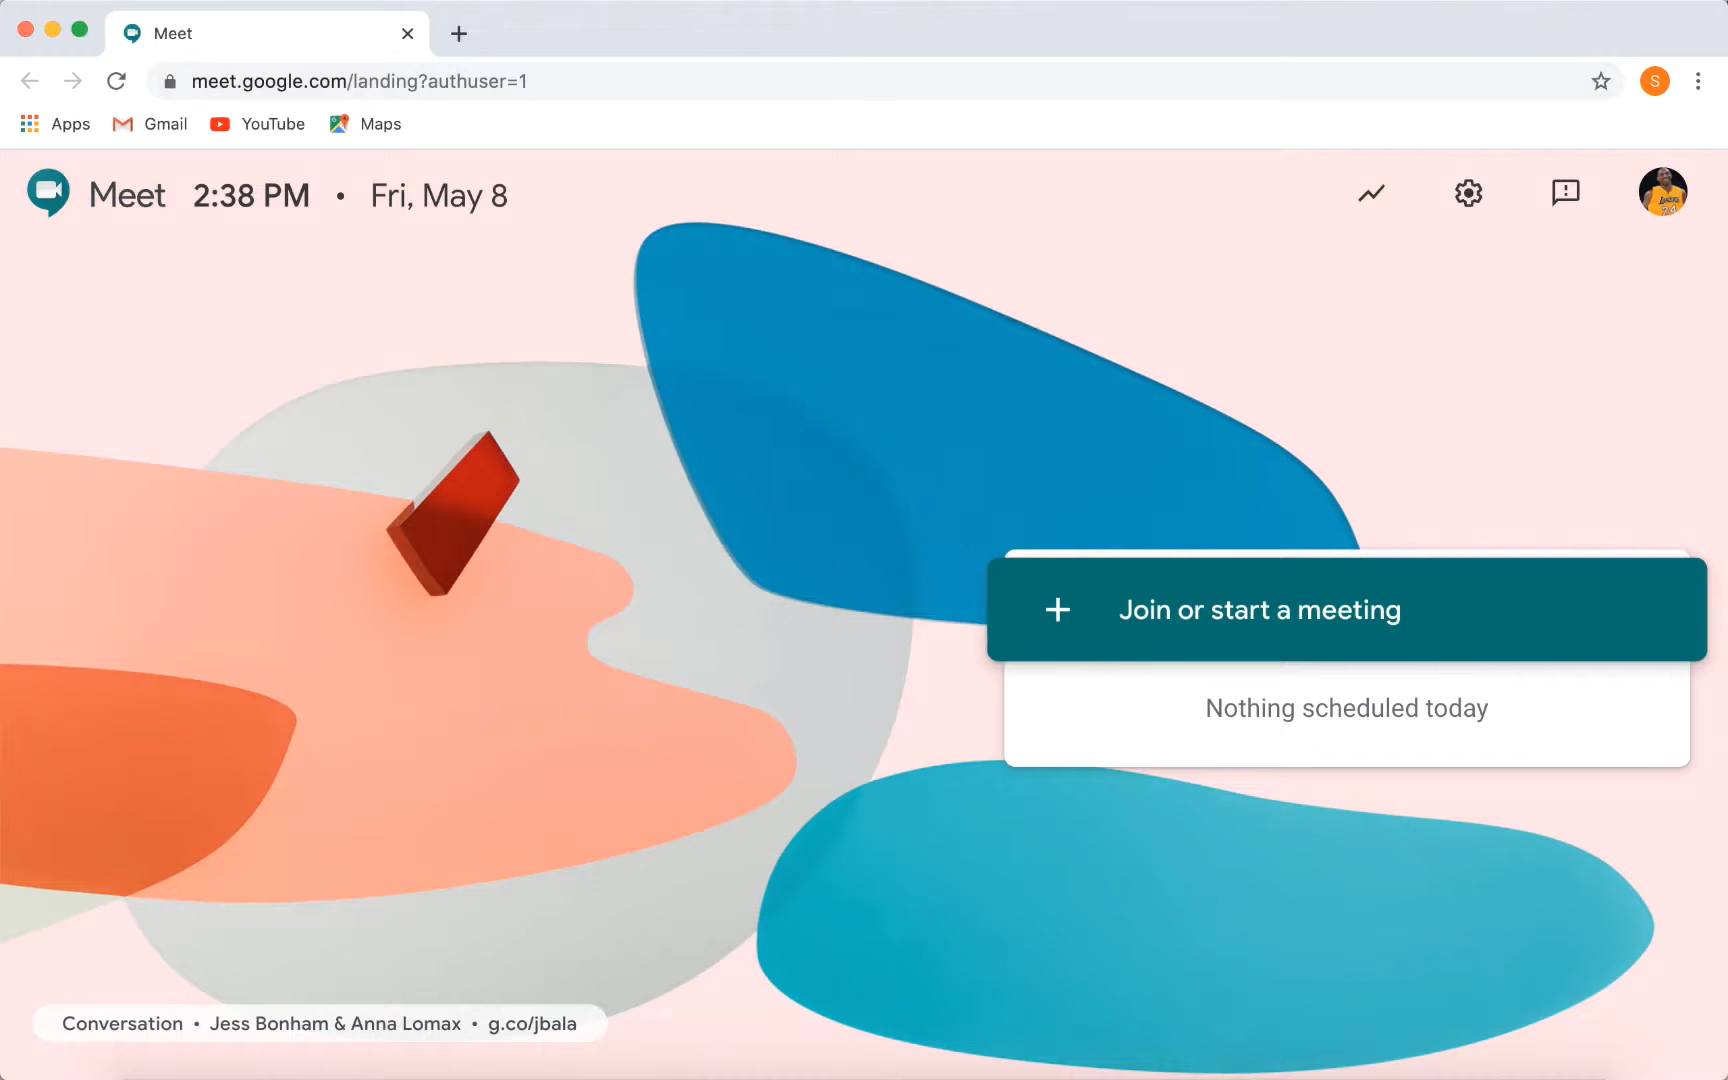 Meet
meet.google.com/landing?authuser=1
S
Apps Gmail YouTube Maps
Meet 2:38 PM • Fri, May 8
Join or start a meeting
Nothing scheduled today
Conversation • Jess Bonham & Anna Lomax • g.co/jbala